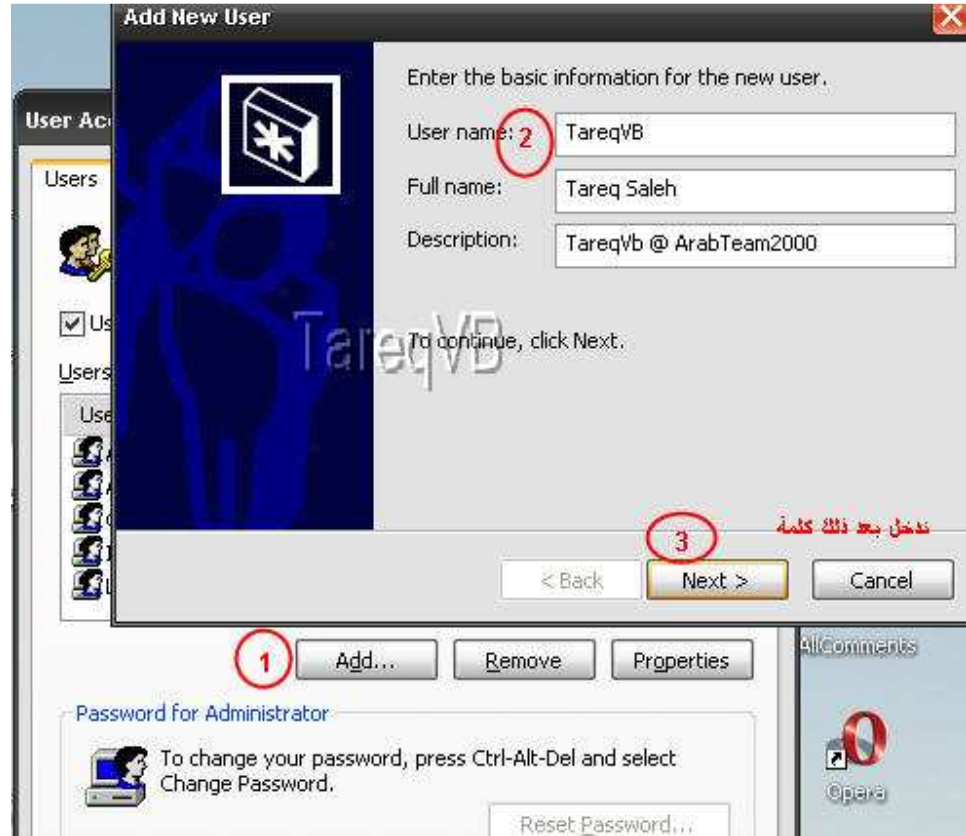 Add New User
Enter the basic information for the new user.
User name:
2
TareqVB
Full name:
Tareq Saleh
Description:
TareqVb @ ArabTeam2000
TareqVB
To continue, click Next.
ندخل بعد ذلك كلمة
3
< Back
Next >
Cancel
User Acc
Users
Us
Users
Use
1
Add...
Remove
Properties
Password for Administrator
To change your password, press Ctrl-Alt-Del and select
Change Password.
Reset Password...
AllComments
Opera